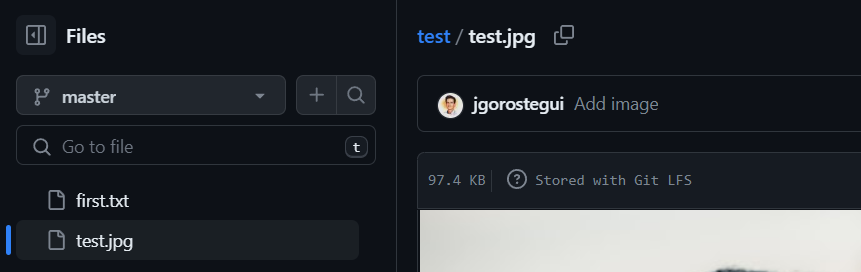 Files
master
Go to file
t
first.txt
test.jpg
test / test.jpg
jgorostegui Add image
97.4 KB
Stored with Git LFS